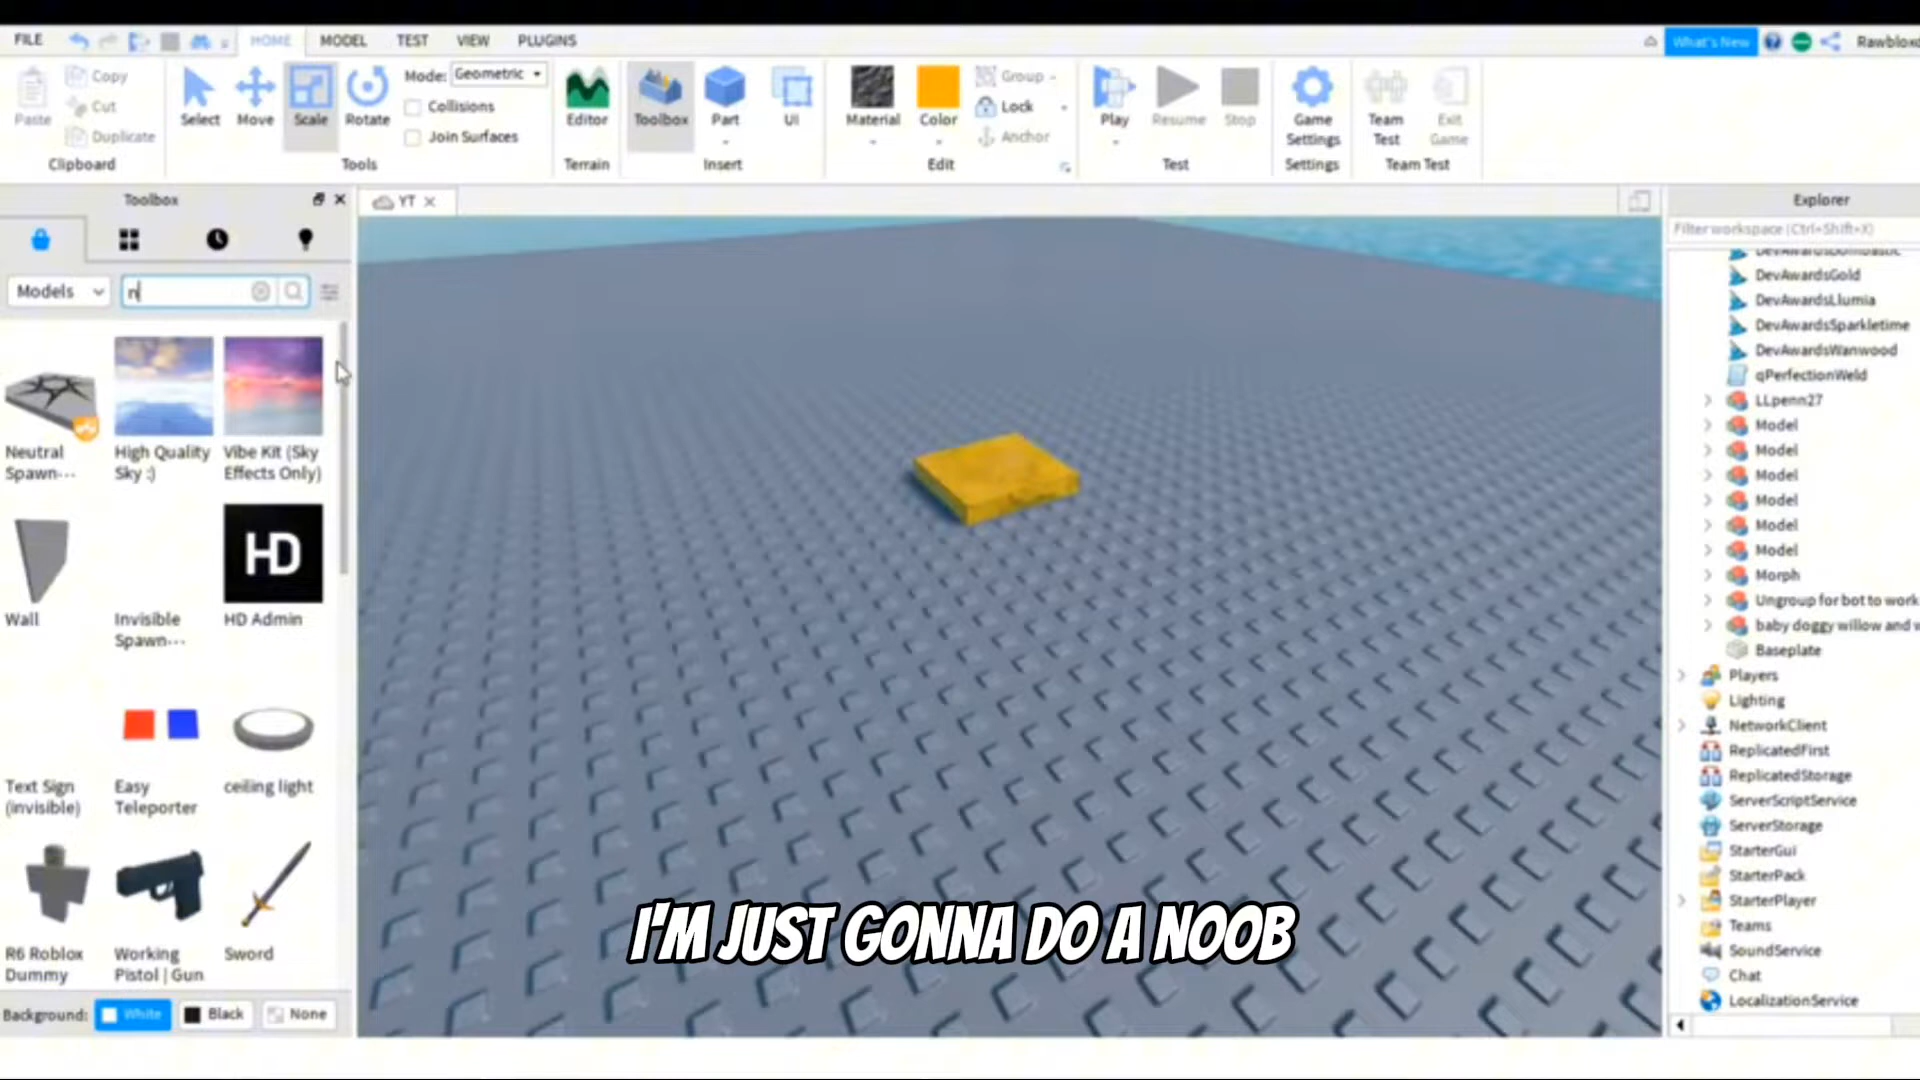 FILE HOME MODEL TEST VIEW PLUGINS What's New
Copy
Cut
Duplicate
Paste
Clipboard
Select Move Scale Rotate
Mode: Geometric
Collisions
Join Surfaces
Tools
Editor
Terrain
Toolbox Part UI
Insert
Material Color
Group
Lock
Anchor
Edit
Play Resume Stop
Test
Game
Settings
Settings
Team
Test
Exit
Game
Team Test
Toolbox
Models n
Neutral
Spawn...
High Quality
Sky :)
Vibe Kit (Sky
Effects Only)
Wall
Invisible
Spawn...
HD
HD Admin
Text Sign
(invisible)
Easy
Teleporter
ceiling light
R6 Roblox
Dummy
Working
Pistol | Gun
Sword
Background: White Black None
YT
I'M JUST GONNA DO A NOOB
Explorer
Filter workspace (Ctrl+Shift+X)
DevAwardsGold
DevAwardsLlumia
DevAwardsSparkletime
DevAwardsWanwood
qPerfectionWeld
LLpenn27
Model
Model
Model
Model
Model
Model
Morph
Ungroup for bot to work
baby doggy willow and w
Baseplate
Players
Lighting
NetworkClient
ReplicatedFirst
ReplicatedStorage
ServerScriptService
ServerStorage
StarterGui
StarterPack
StarterPlayer
Teams
SoundService
Chat
LocalizationService